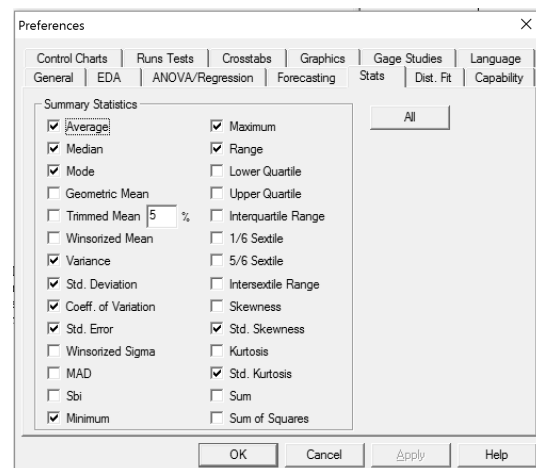 Preferences
Control Charts Runs Tests Crosstabs Graphics Gage Studies Language
General EDA ANOVA/Regression Forecasting Stats Dist. Fit Capability
Summary Statistics
All
Average Maximum
Median Range
Mode Lower Quartile
Geometric Mean Upper Quartile
Trimmed Mean 5 % Interquartile Range
Winsorized Mean 1/6 Sextile
Variance 5/6 Sextile
Std. Deviation Intersextile Range
Coeff. of Variation Skewness
Std. Error Std. Skewness
Winsorized Sigma Kurtosis
MAD Std. Kurtosis
Sbi Sum
Minimum Sum of Squares
OK Cancel Apply Help